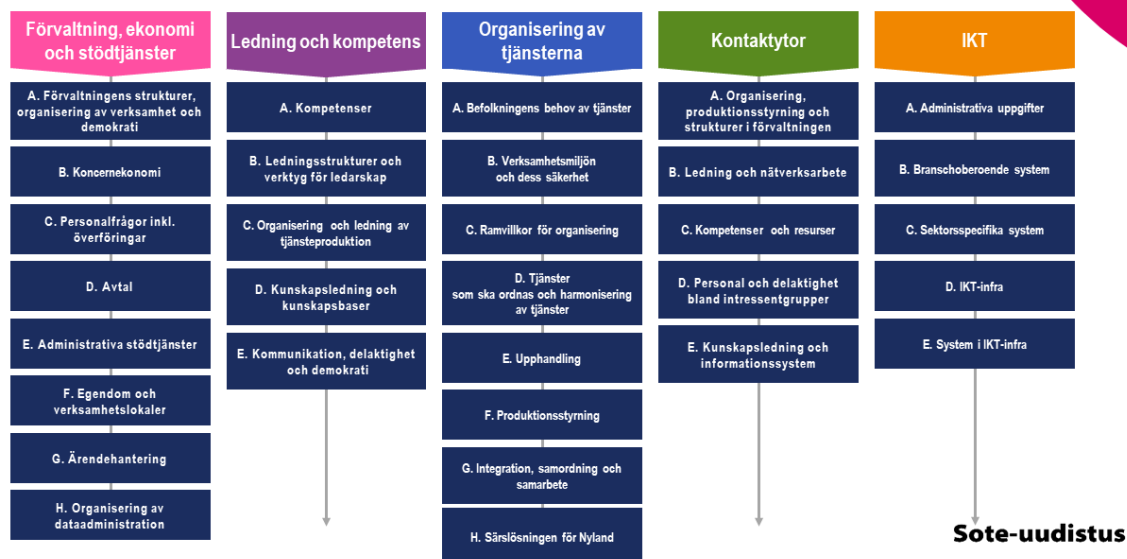 Förvaltning, ekonomi
och stödtjänster
A. Förvaltningens strukturer,
organisering av verksamhet och
demokrati
B. Koncernekonomi
C. Personalfrågor inkl.
överföringar
D. Avtal
E. Administrativa stödtjänster
F. Egendom och
verksamhetslokaler
G. Ärendehantering
H. Organisering av
dataadministration
Ledning och kompetens
A. Kompetenser
B. Ledningsstrukturer och
verktyg för ledarskap
C. Organisering och ledning av
tjänsteproduktion
D. Kunskapsledning och
kunskapsbaser
E. Kommunikation, delaktighet
och demokrati
Organisering av
tjänsterna
A. Befolkningens behov av tjänster
B. Verksamhetsmiljön
och dess säkerhet
C. Ramvillkor för organisering
D. Tjänster
som ska ordnas och harmonisering
av tjänster
E. Upphandling
F. Produktionsstyrning
G. Integration, samordning och
samarbete
H. Särslösningen för Nyland
Kontaktytor
A. Organisering,
produktionsstyrning och
strukturer i förvaltningen
B. Ledning och nätverksarbete
C. Kompetenser och resurser
D. Personal och delaktighet
bland intressentgrupper
E. Kunskapsledning och
informationssystem
IKT
A. Administrativa uppgifter
B. Branschoberoende system
C. Sektorsspecifika system
D. IKT-infra
E. System i IKT-infra
Sote-uudistus